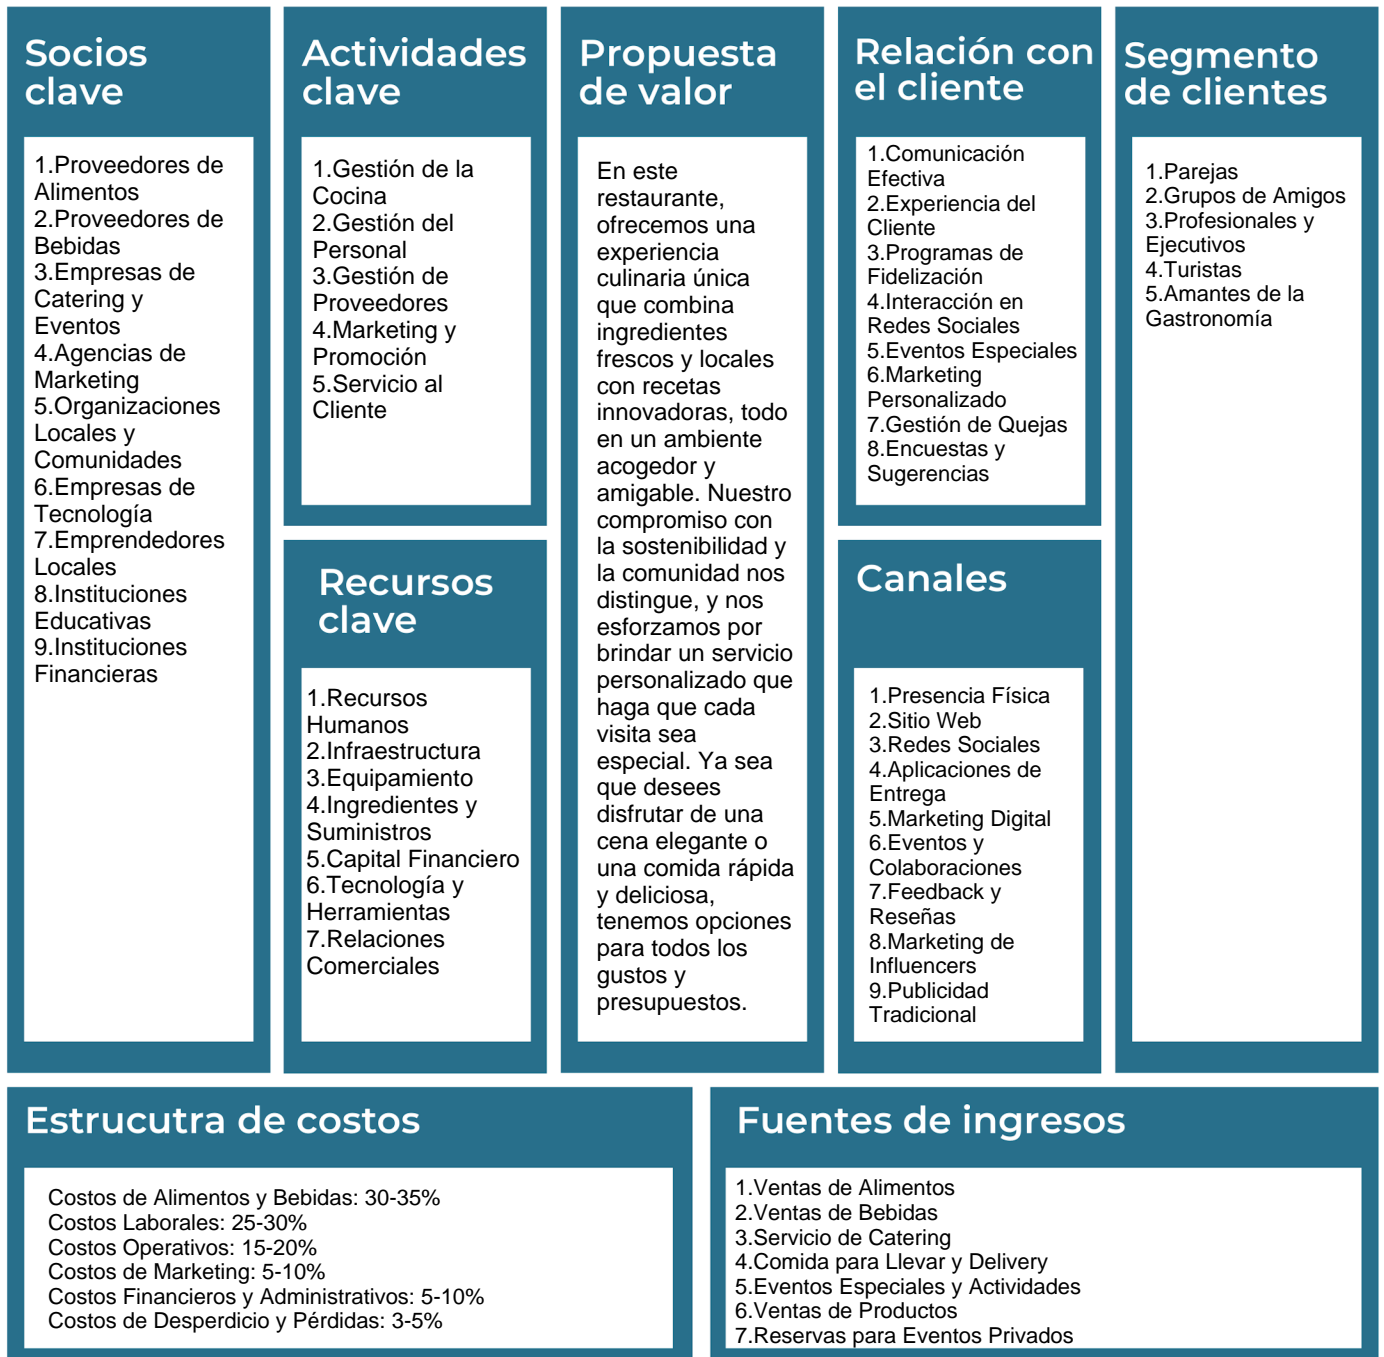 Socios
clave
1.Proveedores de
Alimentos
2.Proveedores de
Bebidas
3.Empresas de
Catering y
Eventos
4.Agencias de
Marketing
5.Organizaciones
Locales y
Comunidades
6.Empresas de
Tecnología
7.Emprendedores
Locales
8.Instituciones
Educativas
9.Instituciones
Financieras
Actividades
clave
1.Gestión de la
Cocina
2.Gestión del
Personal
3.Gestión de
Proveedores
4.Marketing y
Promoción
5.Servicio al
Cliente
Recursos
clave
1.Recursos
Humanos
2.Infraestructura
3.Equipamiento
4.Ingredientes y
Suministros
5.Capital Financiero
6.Tecnología y
Herramientas
7.Relaciones
Comerciales
Propuesta
de valor
En este
restaurante,
ofrecemos una
experiencia
culinaria única
que combina
ingredientes
frescos y locales
con recetas
innovadoras, todo
en un ambiente
acogedor y
amigable. Nuestro
compromiso con
la sostenibilidad y
la comunidad nos
distingue, y nos
esforzamos por
brindar un servicio
personalizado que
haga que cada
visita sea
especial. Ya sea
que desees
disfrutar de una
cena elegante o
una comida rápida
y deliciosa,
tenemos opciones
para todos los
gustos y
presupuestos.
Relación con
el cliente
1.Comunicación
Efectiva
2.Experiencia del
Cliente
3.Programas de
Fidelización
4.Interacción en
Redes Sociales
5.Eventos Especiales
6.Marketing
Personalizado
7.Gestión de Quejas
8.Encuestas y
Sugerencias
Canales
1.Presencia Física
2.Sitio Web
3.Redes Sociales
4.Aplicaciones de
Entrega
5.Marketing Digital
6.Eventos y
Colaboraciones
7.Feedback y
Reseñas
8.Marketing de
Influencers
9.Publicidad
Tradicional
Segmento
de clientes
1.Parejas
2.Grupos de Amigos
3.Profesionales y
Ejecutivos
4.Turistas
5.Amantes de la
Gastronomía
Estrucutra de costos
Costos de Alimentos y Bebidas: 30-35%
Costos Laborales: 25-30%
Costos Operativos: 15-20%
Costos de Marketing: 5-10%
Costos Financieros y Administrativos: 5-10%
Costos de Desperdicio y Pérdidas: 3-5%
Fuentes de ingresos
1.Ventas de Alimentos
2.Ventas de Bebidas
3.Servicio de Catering
4.Comida para Llevar y Delivery
5.Eventos Especiales y Actividades
6.Ventas de Productos
7.Reservas para Eventos Privados